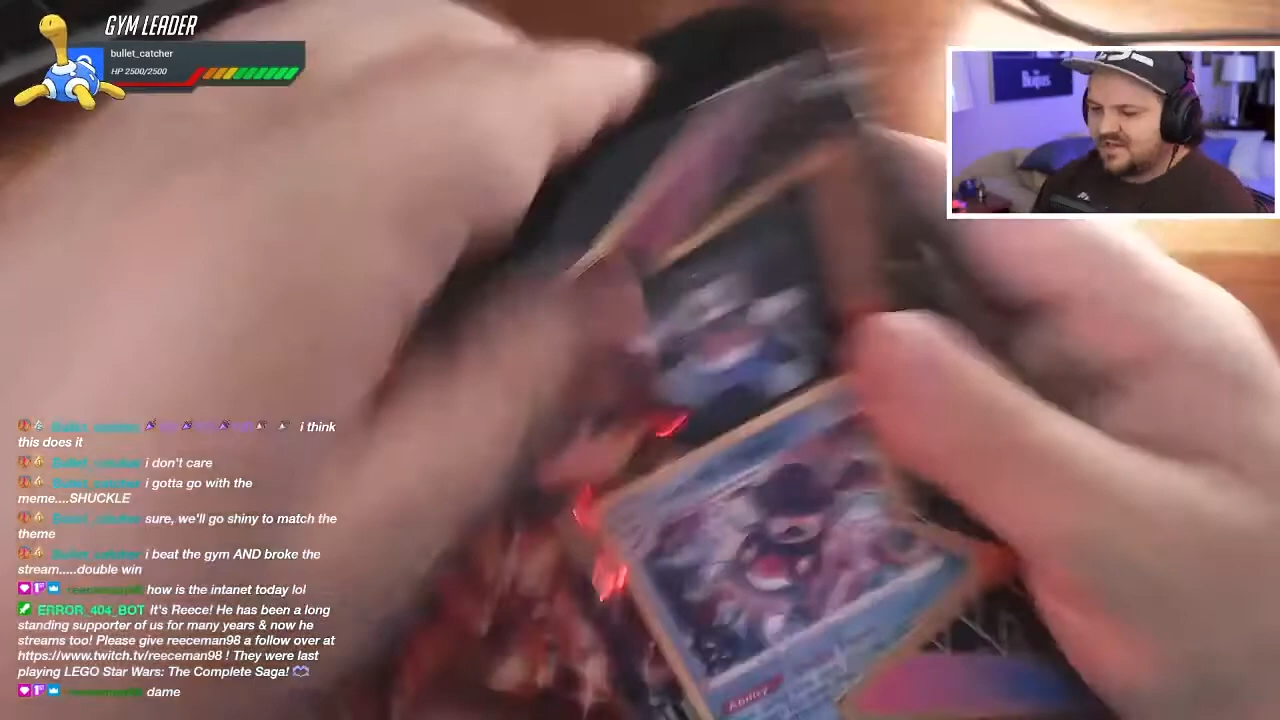 GYM LEADER
bullet_catcher
HP 2500/2500
i think
this does it
i don't care
i gotta go with the
meme....SHUCKLE
sure, we'll go shiny to match the
theme
i beat the gym AND broke the
stream.....double win
how is the intanet today lol
ERROR_404_BOT It's Reece! He has been a long
standing supporter of us for many years & now he
streams too! Please give reeceman98 a follow over at
https://www.twitch.tv/reeceman98 ! They were last
playing LEGO Star Wars: The Complete Saga!
dame
Ability